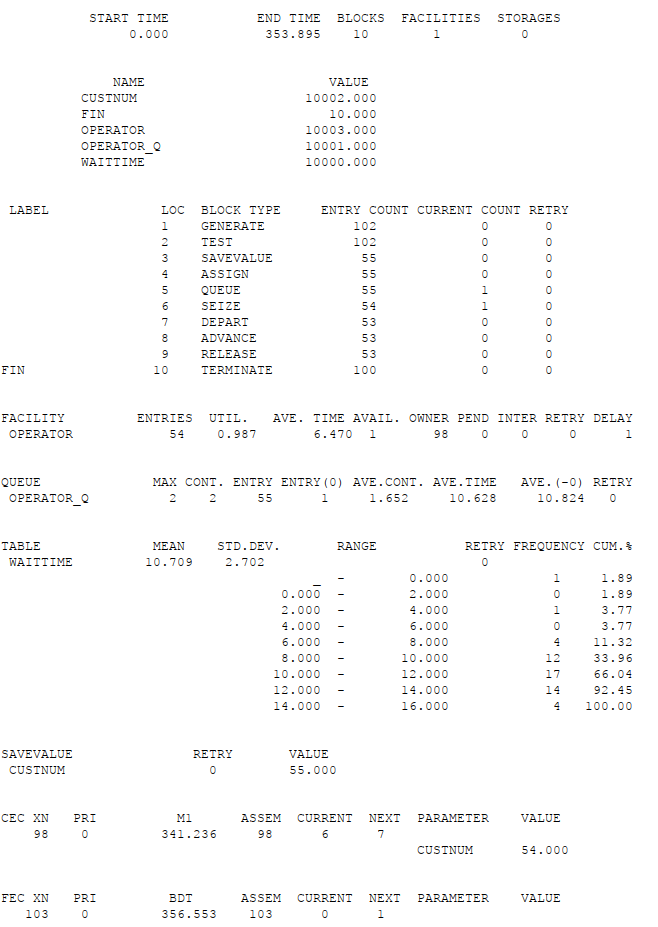 START TIME END TIME BLOCKS FACILITIES STORAGES
0.000 353.895 10 1 0
NAME VALUE
CUSTNUM 10002.000
FIN 10.000
OPERATOR 10003.000
OPERATOR_Q 10001.000
WAITTIME 10000.000
LABEL LOC BLOCK TYPE ENTRY COUNT CURRENT COUNT RETRY
1 GENERATE 102 0 0
2 TEST 102 0 0
3 SAVEVALUE 55 0 0
4 ASSIGN 55 0 0
5 QUEUE 55 1 0
6 SEIZE 54 1 0
7 DEPART 53 0 0
8 ADVANCE 53 0 0
9 RELEASE 53 0 0
FIN 10 TERMINATE 100 0 0
FACILITY ENTRIES UTIL. AVE. TIME AVAIL. OWNER PEND INTER RETRY DELAY
OPERATOR 54 0.987 6.470 1 98 0 0 0 1
QUEUE MAX CONT. ENTRY ENTRY(0) AVE.CONT. AVE.TIME AVE.(-0) RETRY
OPERATOR_Q 2 2 55 1 1.652 10.628 10.824 0
TABLE MEAN STD.DEV. RANGE RETRY FREQUENCY CUM.%
WAITTIME 10.709 2.702 0
_ - 0.000 1 1.89
0.000 - 2.000 0 1.89
2.000 - 4.000 1 3.77
4.000 - 6.000 0 3.77
6.000 - 8.000 4 11.32
8.000 - 10.000 12 33.96
10.000 - 12.000 17 66.04
12.000 - 14.000 14 92.45
14.000 - 16.000 4 100.00
SAVEVALUE RETRY VALUE
CUSTNUM 0 55.000
CEC XN PRI M1 ASSEM CURRENT NEXT PARAMETER VALUE
98 0 341.236 98 6 7
CUSTNUM 54.000
FEC XN PRI BDT ASSEM CURRENT NEXT PARAMETER VALUE
103 0 356.553 103 0 1